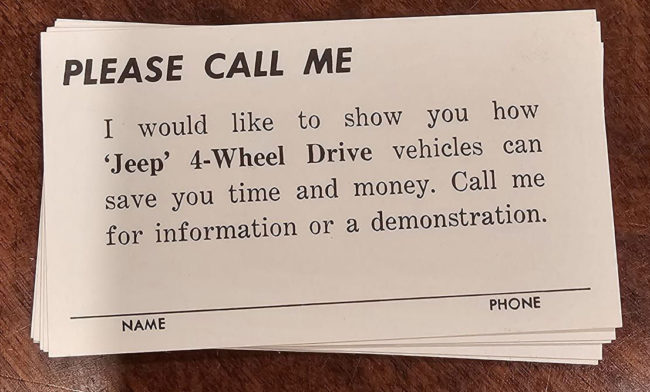 PLEASE CALL ME
I would like to show you how
‘Jeep’ 4-Wheel Drive vehicles can
save you time and money. Call me
for information or a demonstration.
NAME PHONE